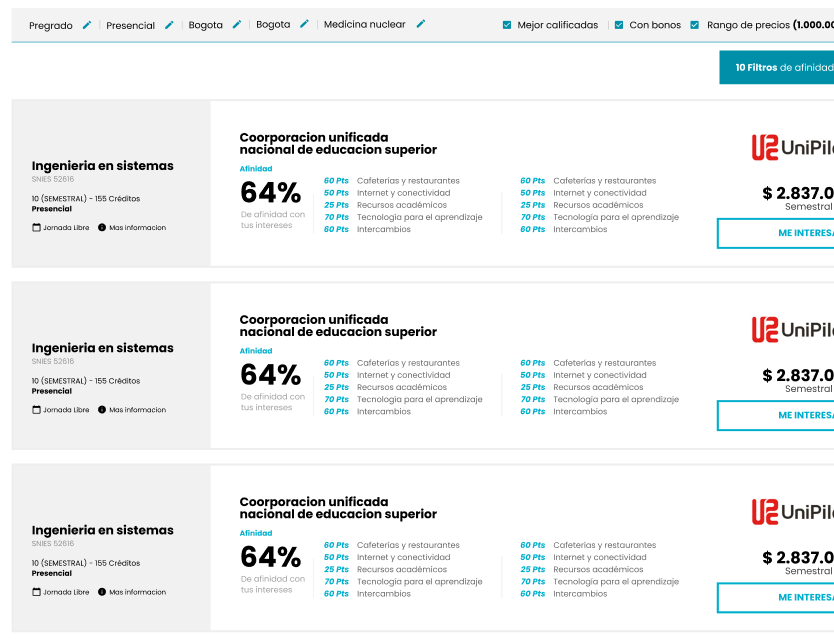 Pregrado Presencial Bogota Bogota Medicina nuclear Mejor calificadas Con bonos Rango de precios (1.000.00
10 Filtros de afinidad
Ingenieria en sistemas
SNIES 52616
10 (SEMESTRAL) - 155 Créditos
Presencial
Jornada Libre Mas informacion
Coorporacion unificada
nacional de educacion superior
Afinidad
64%
De afinidad con
tus intereses
60 Pts Cafeterías y restaurantes
50 Pts Internet y conectividad
25 Pts Recursos académicos
70 Pts Tecnología para el aprendizaje
60 Pts Intercambios
60 Pts Cafeterías y restaurantes
50 Pts Internet y conectividad
25 Pts Recursos académicos
70 Pts Tecnología para el aprendizaje
60 Pts Intercambios
UniPil
$ 2.837.0
Semestral
ME INTERESA
Ingenieria en sistemas
SNIES 52616
10 (SEMESTRAL) - 155 Créditos
Presencial
Jornada Libre Mas informacion
Coorporacion unificada
nacional de educacion superior
Afinidad
64%
De afinidad con
tus intereses
60 Pts Cafeterías y restaurantes
50 Pts Internet y conectividad
25 Pts Recursos académicos
70 Pts Tecnología para el aprendizaje
60 Pts Intercambios
60 Pts Cafeterías y restaurantes
50 Pts Internet y conectividad
25 Pts Recursos académicos
70 Pts Tecnología para el aprendizaje
60 Pts Intercambios
UniPil
$ 2.837.0
Semestral
ME INTERESA
Ingenieria en sistemas
SNIES 52616
10 (SEMESTRAL) - 155 Créditos
Presencial
Jornada Libre Mas informacion
Coorporacion unificada
nacional de educacion superior
Afinidad
64%
De afinidad con
tus intereses
60 Pts Cafeterías y restaurantes
50 Pts Internet y conectividad
25 Pts Recursos académicos
70 Pts Tecnología para el aprendizaje
60 Pts Intercambios
60 Pts Cafeterías y restaurantes
50 Pts Internet y conectividad
25 Pts Recursos académicos
70 Pts Tecnología para el aprendizaje
60 Pts Intercambios
UniPil
$ 2.837.0
Semestral
ME INTERESA